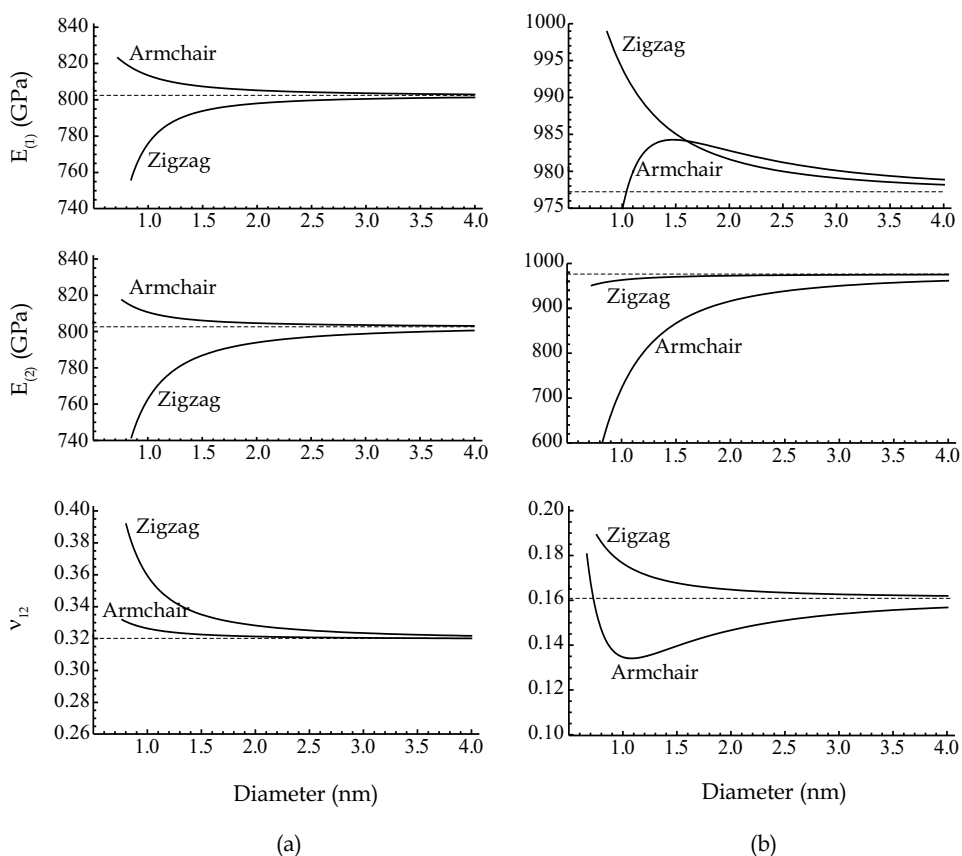 840
820
800
780
760
740
E(1) (GPa)
Armchair
Zigzag
1.0 1.5 2.0 2.5 3.0 3.5 4.0
1000
995
990
985
980
975
Zigzag
Armchair
1.0 1.5 2.0 2.5 3.0 3.5 4.0
840
820
800
780
760
740
E(2) (GPa)
Armchair
Zigzag
1.0 1.5 2.0 2.5 3.0 3.5 4.0
1000
900
800
700
600
Zigzag
Armchair
1.0 1.5 2.0 2.5 3.0 3.5 4.0
0.40
0.38
0.36
0.34
0.32
0.30
0.28
0.26
ν12
Zigzag
Armchair
1.0 1.5 2.0 2.5 3.0 3.5 4.0
Diameter (nm)
(a)
0.20
0.18
0.16
0.14
0.12
0.10
Zigzag
Armchair
1.0 1.5 2.0 2.5 3.0 3.5 4.0
Diameter (nm)
(b)